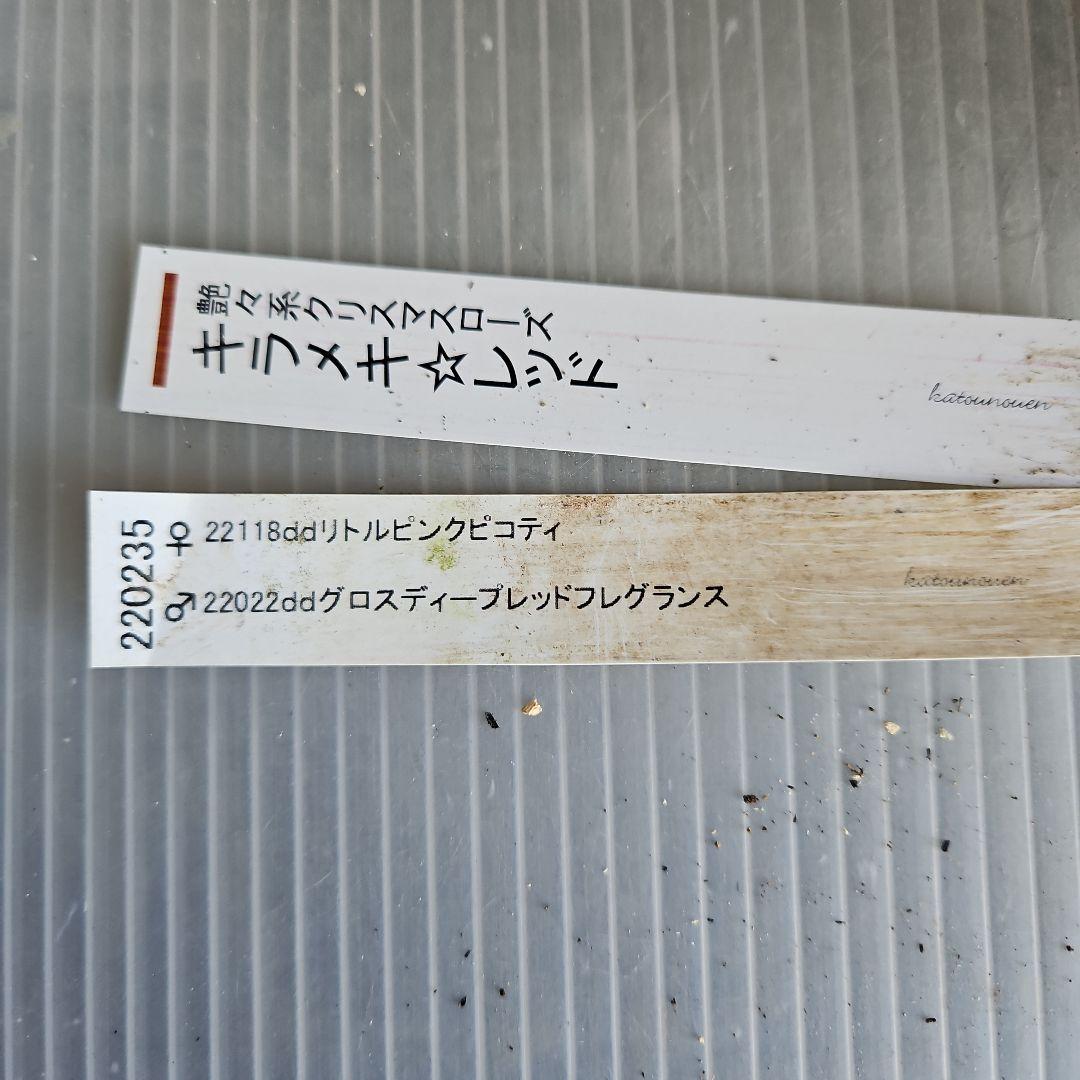 艶々系クリスマスローズ
キラメキ☆レッド
katounouen
220235
♀ 22118ddリトルピンクピコティ
♂ 22022ddグロスディープレッドフレグランス
katounouen